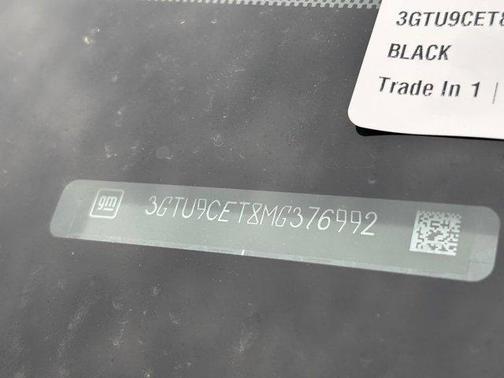 3GTU9CET8
BLACK
Trade In 1 |
gm
3GTU9CET8MG376992